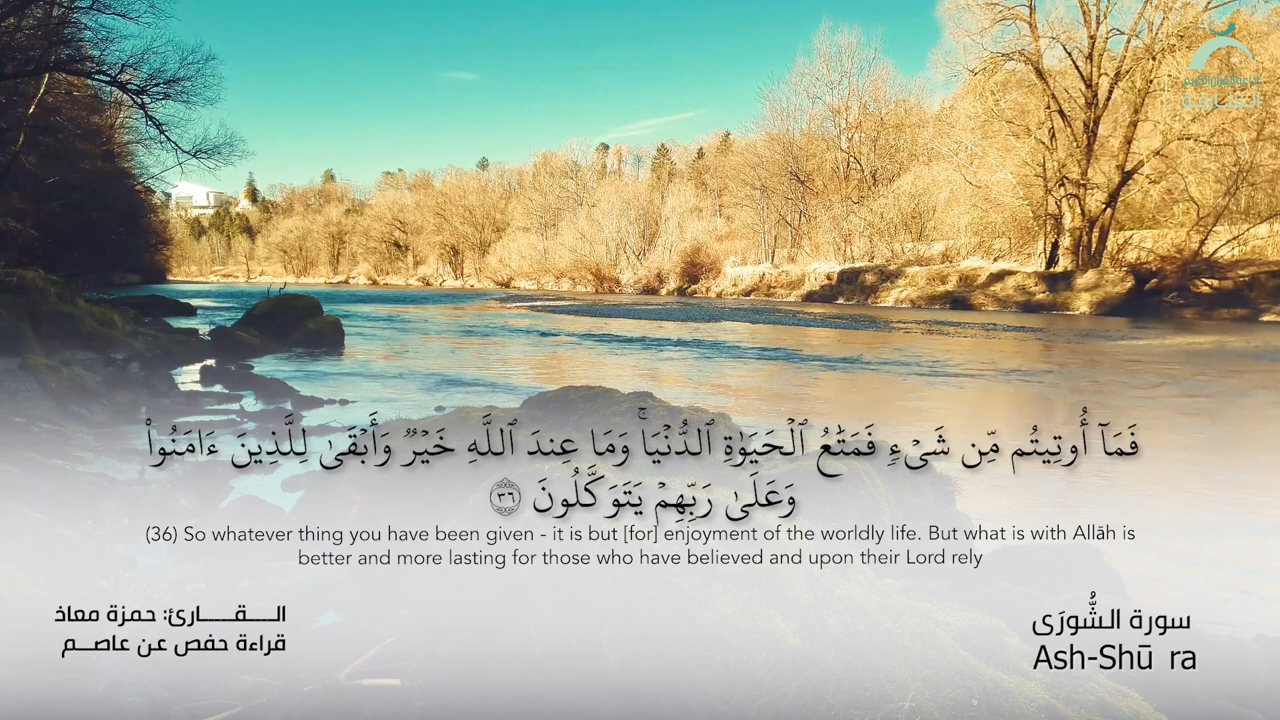 فَمَآ أُوتِيتُم مِّن شَىْءٍ فَمَتَٰعُ ٱلْحَيَوٰةِ ٱلدُّنْيَا ۚ وَمَا عِندَ ٱللَّهِ خَيْرٌ وَأَبْقَىٰ لِلَّذِينَ ءَامَنُوا۟
وَعَلَىٰ رَبِّهِمْ يَتَوَكَّلُونَ ٣٦
(36) So whatever thing you have been given - it is but [for] enjoyment of the worldly life. But what is with Allāh is
better and more lasting for those who have believed and upon their Lord rely
سورة الشُّورَى
Ash-Shū ra
القــارئ: حمزة معاذ
قراءة حفص عن عاصم
الشارقة